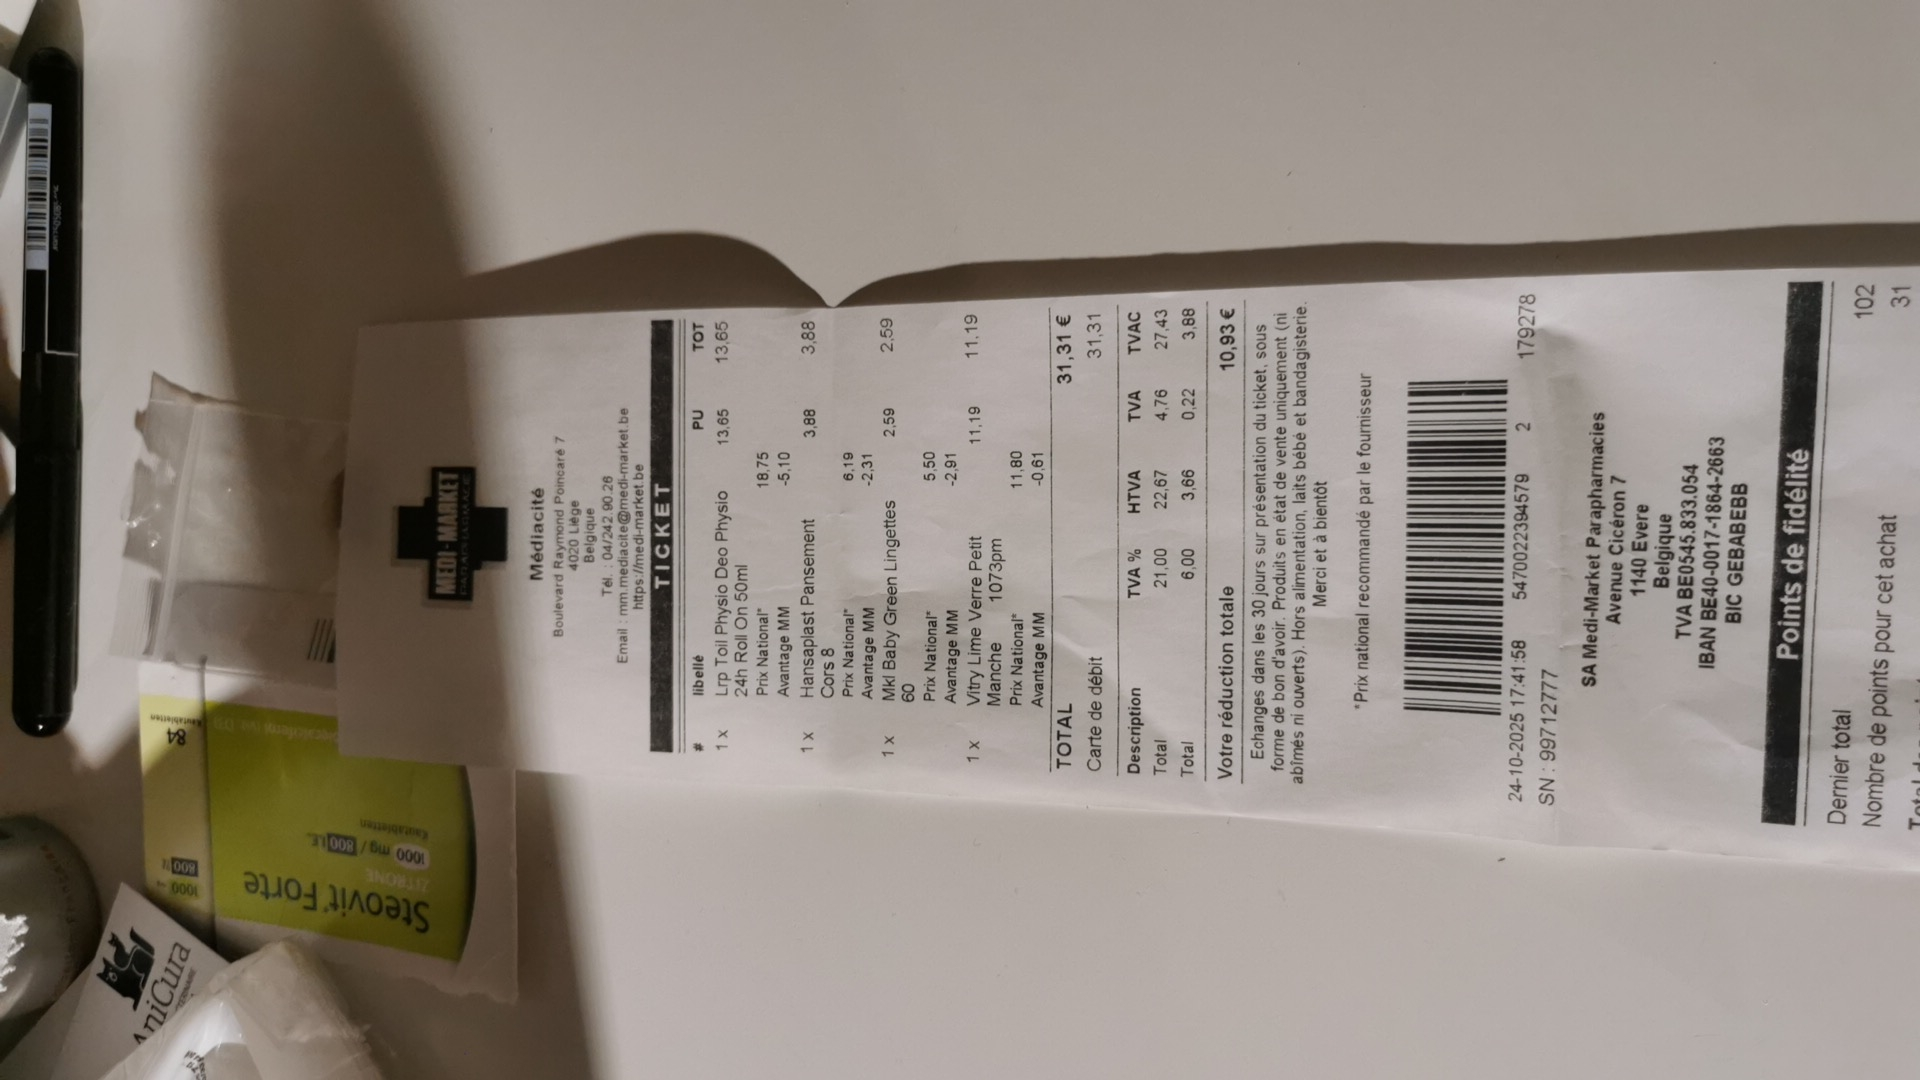 MEDI-MARKET
PARAPHARMACIE
Médiacité
Boulevard Raymond Poincaré 7
4020 Liège
Belgique
Tél. : 04/242.90.26
Email : mm.mediacite@medi-market.be
https://medi-market.be
TICKET
# libellé PU TOT
1 x Lrp Toil Physio Deo Physio 13,65 13,65
24h Roll On 50ml
Prix National* 18,75
Avantage MM -5,10
1 x Hansaplast Pansement 3,88 3,88
Cors 8
Prix National* 6,19
Avantage MM -2,31
1 x Mkl Baby Green Lingettes 2,59 2,59
60
Prix National* 5,50
Avantage MM -2,91
1 x Vitry Lime Verre Petit 11,19 11,19
Manche 1073pm
Prix National* 11,80
Avantage MM -0,61
TOTAL 31,31 €
Carte de débit 31,31
Description TVA % HTVA TVA TVAC
Total 21,00 22,67 4,76 27,43
Total 6,00 3,66 0,22 3,88
Votre réduction totale 10,93 €
Echanges dans les 30 jours sur présentation du ticket, sous
forme de bon d'avoir. Produits en état de vente uniquement (ni
abîmés ni ouverts). Hors alimentation, laits bébé et bandagisterie.
Merci et à bientôt
*Prix national recommandé par le fournisseur
24-10-2025 17:41:58 5470022394579 2 179278
SN : 99712777
SA Medi-Market Parapharmacies
Avenue Cicéron 7
1140 Evere
Belgique
TVA BE0545.833.054
IBAN BE40-0017-1864-2663
BIC GEBABEBB
Points de fidélité
Dernier total 102
Nombre de points pour cet achat 31
Steovit Forte
ZITRONE
1000 mg / 800 I.E.
Kautabletten
84
Kautabletten
1000
800
AniCura